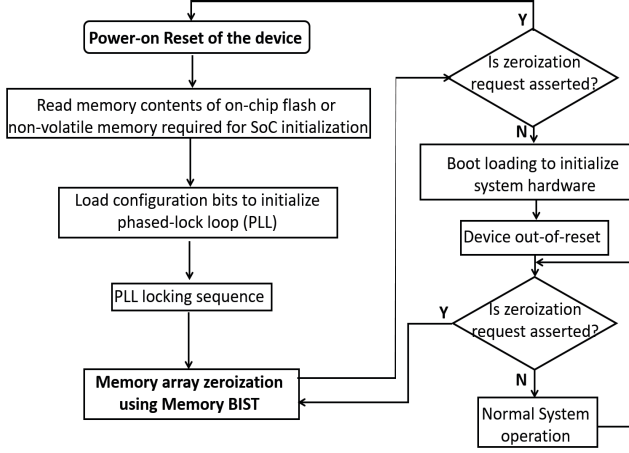 Power-on Reset of the device
Read memory contents of on-chip flash or
non-volatile memory required for SoC initialization
Load configuration bits to initialize
phased-lock loop (PLL)
PLL locking sequence
Memory array zeroization
using Memory BIST
Y
Is zeroization
request asserted?
N
Boot loading to initialize
system hardware
Device out-of-reset
Y
Is zeroization
request asserted?
N
Normal System
operation